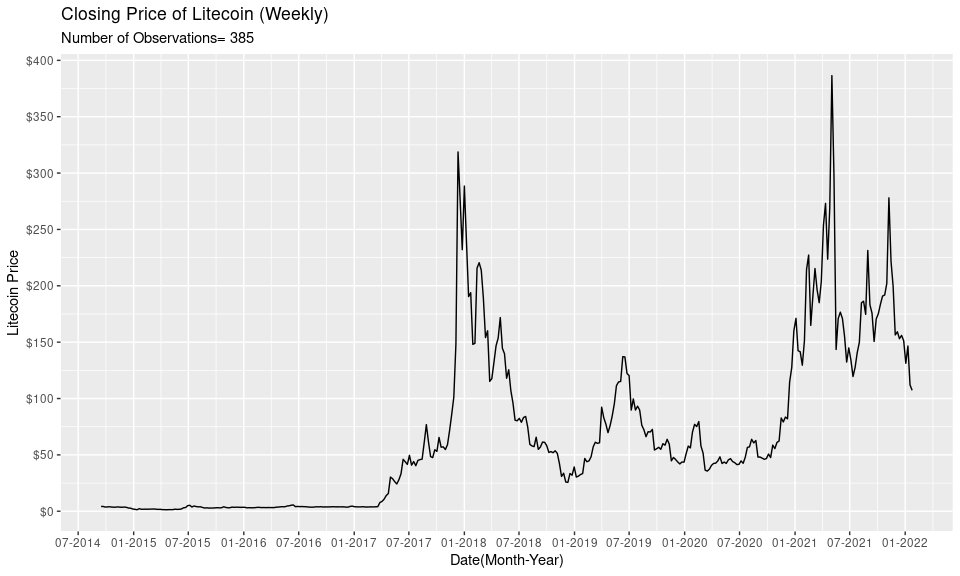 Closing Price of Litecoin (Weekly)
Number of Observations= 385
$400
$350
$300
$250
$200
$150
$100
$50
$0
Litecoin Price
07-2014 01-2015 07-2015 01-2016 07-2016 01-2017 07-2017 01-2018 07-2018 01-2019 07-2019 01-2020 07-2020 01-2021 07-2021 01-2022
Date(Month-Year)